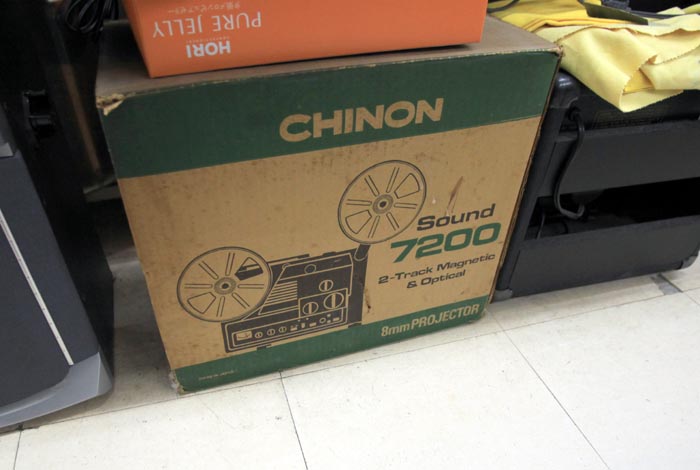 PURE JELLY
HORI
CHINON
Sound
7200
2-Track Magnetic
& Optical
8mm PROJECTOR